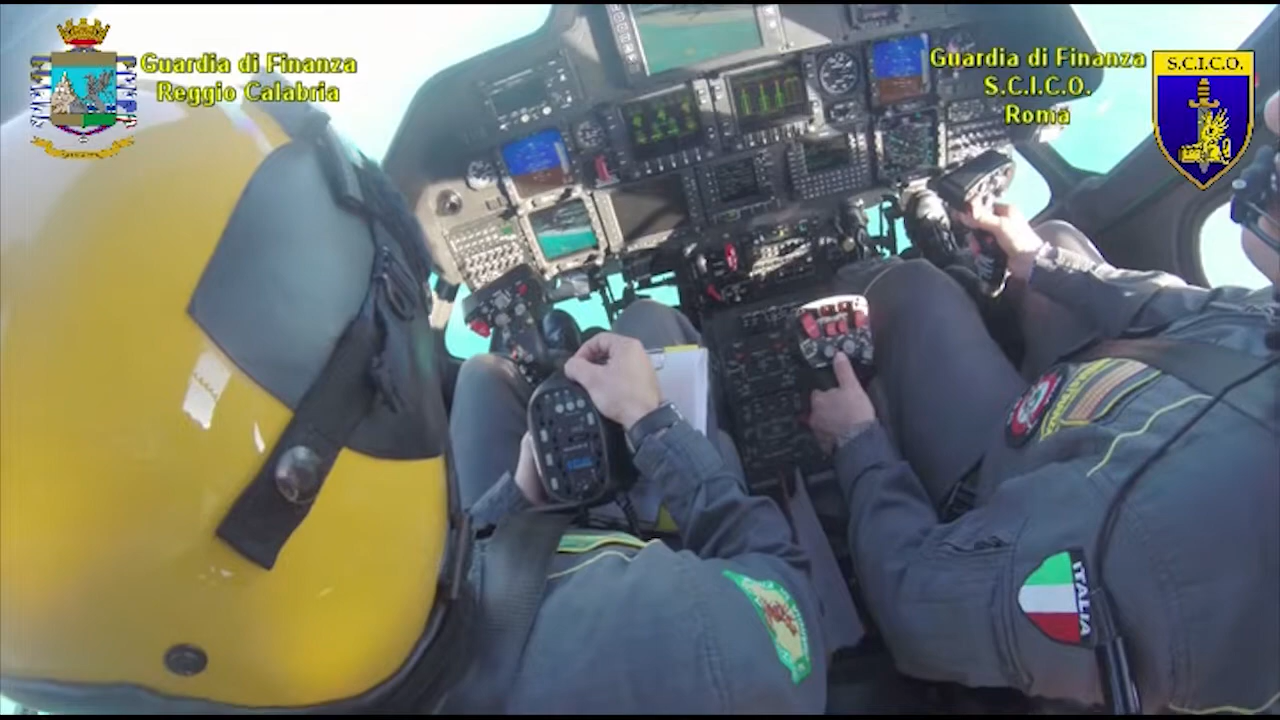 Guardia di Finanza
Reggio Calabria
Guardia di Finanza
S.C.I.C.O.
Roma
S.C.I.C.O.
ITALIA